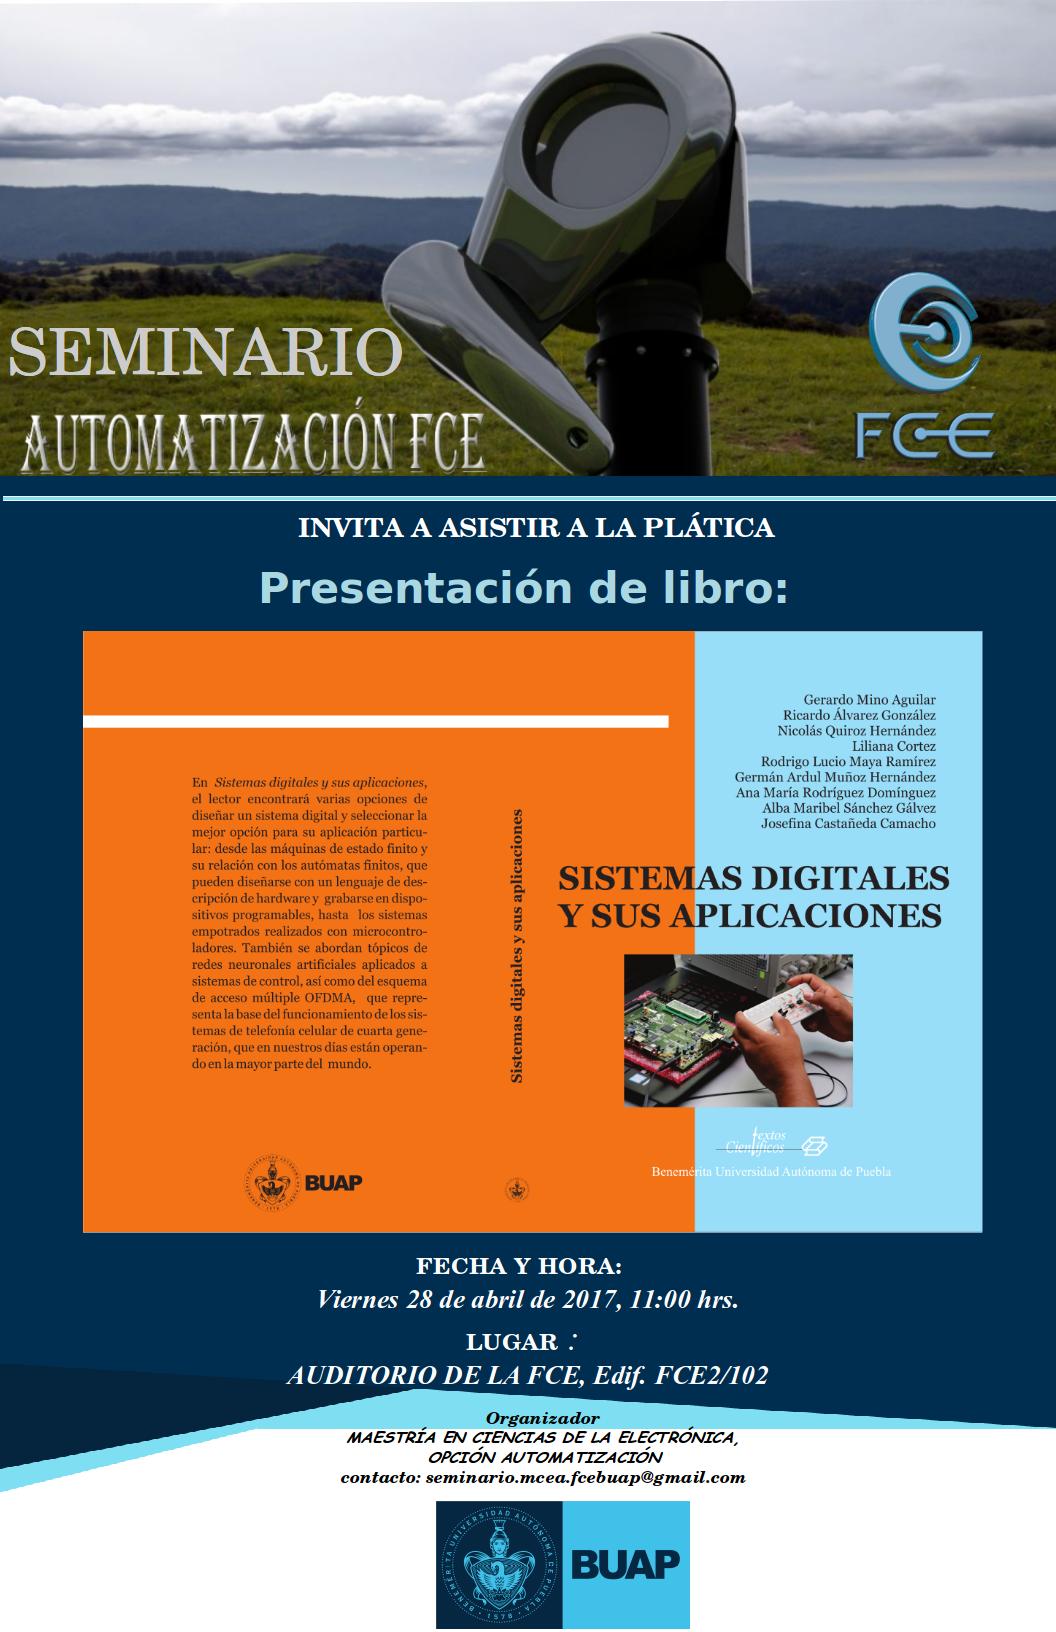 SEMINARIO
AUTOMATIZACIÓN FCE
FCE
INVITA A ASISTIR A LA PLÁTICA
Presentación de libro:
En Sistemas digitales y sus aplicaciones,
el lector encontrará varias opciones de
diseñar un sistema digital y seleccionar la
mejor opción para su aplicación particu-
lar: desde las máquinas de estado finito y
su relación con los autómatas finitos, que
pueden diseñarse con un lenguaje de des-
cripción de hardware y grabarse en dispo-
sitivos programables, hasta los sistemas
empotrados realizados con microcontro-
ladores. También se abordan tópicos de
redes neuronales artificiales aplicados a
sistemas de control, así como del esquema
de acceso múltiple OFDMA, que repre-
senta la base del funcionamiento de los sis-
temas de telefonía celular de cuarta gene-
ración, que en nuestros días están operan-
do en la mayor parte del mundo.
BUAP
Sistemas digitales y sus aplicaciones
Gerardo Mino Aguilar
Ricardo Álvarez González
Nicolás Quiroz Hernández
Liliana Cortez
Rodrigo Lucio Maya Ramírez
Germán Ardul Muñoz Hernández
Ana María Rodríguez Domínguez
Alba Maribel Sánchez Gálvez
Josefina Castañeda Camacho
SISTEMAS DIGITALES
Y SUS APLICACIONES
textos
Científicos
Benemérita Universidad Autónoma de Puebla
FECHA Y HORA:
Viernes 28 de abril de 2017, 11:00 hrs.
LUGAR :
AUDITORIO DE LA FCE, Edif. FCE2/102
Organizador
MAESTRÍA EN CIENCIAS DE LA ELECTRÓNICA,
OPCIÓN AUTOMATIZACIÓN
contacto: seminario.mcea.fcebuap@gmail.com
BENEMÉRITA UNIVERSIDAD AUTÓNOMA DE PUEBLA · 1578 ·
BUAP